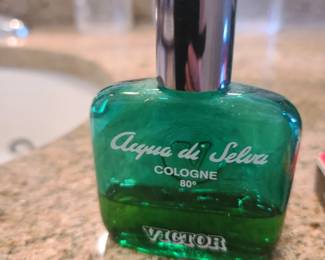 Acqua di Selva
COLOGNE
80°
VICTOR